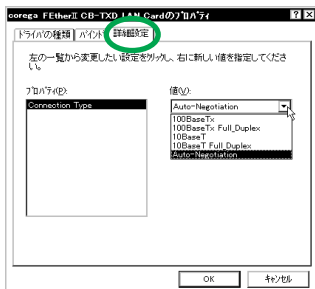 corega FEtherⅡ CB-TXD LAN Cardのﾌﾟﾛﾊﾟﾃｨ
ﾄﾞﾗｲﾊﾞの種類 ﾊﾞｲﾝﾄﾞ 詳細設定
左の一覧から変更したい設定をｸﾘｯｸし、右に新しい値を指定してくださ
い。
ﾌﾟﾛﾊﾟﾃｨ(P): 値(V):
Connection Type Auto-Negotiation
100BaseTx
100BaseTx Full_Duplex
10BaseT
10BaseT Full_Duplex
Auto-Negotiation
OK ｷｬﾝｾﾙ